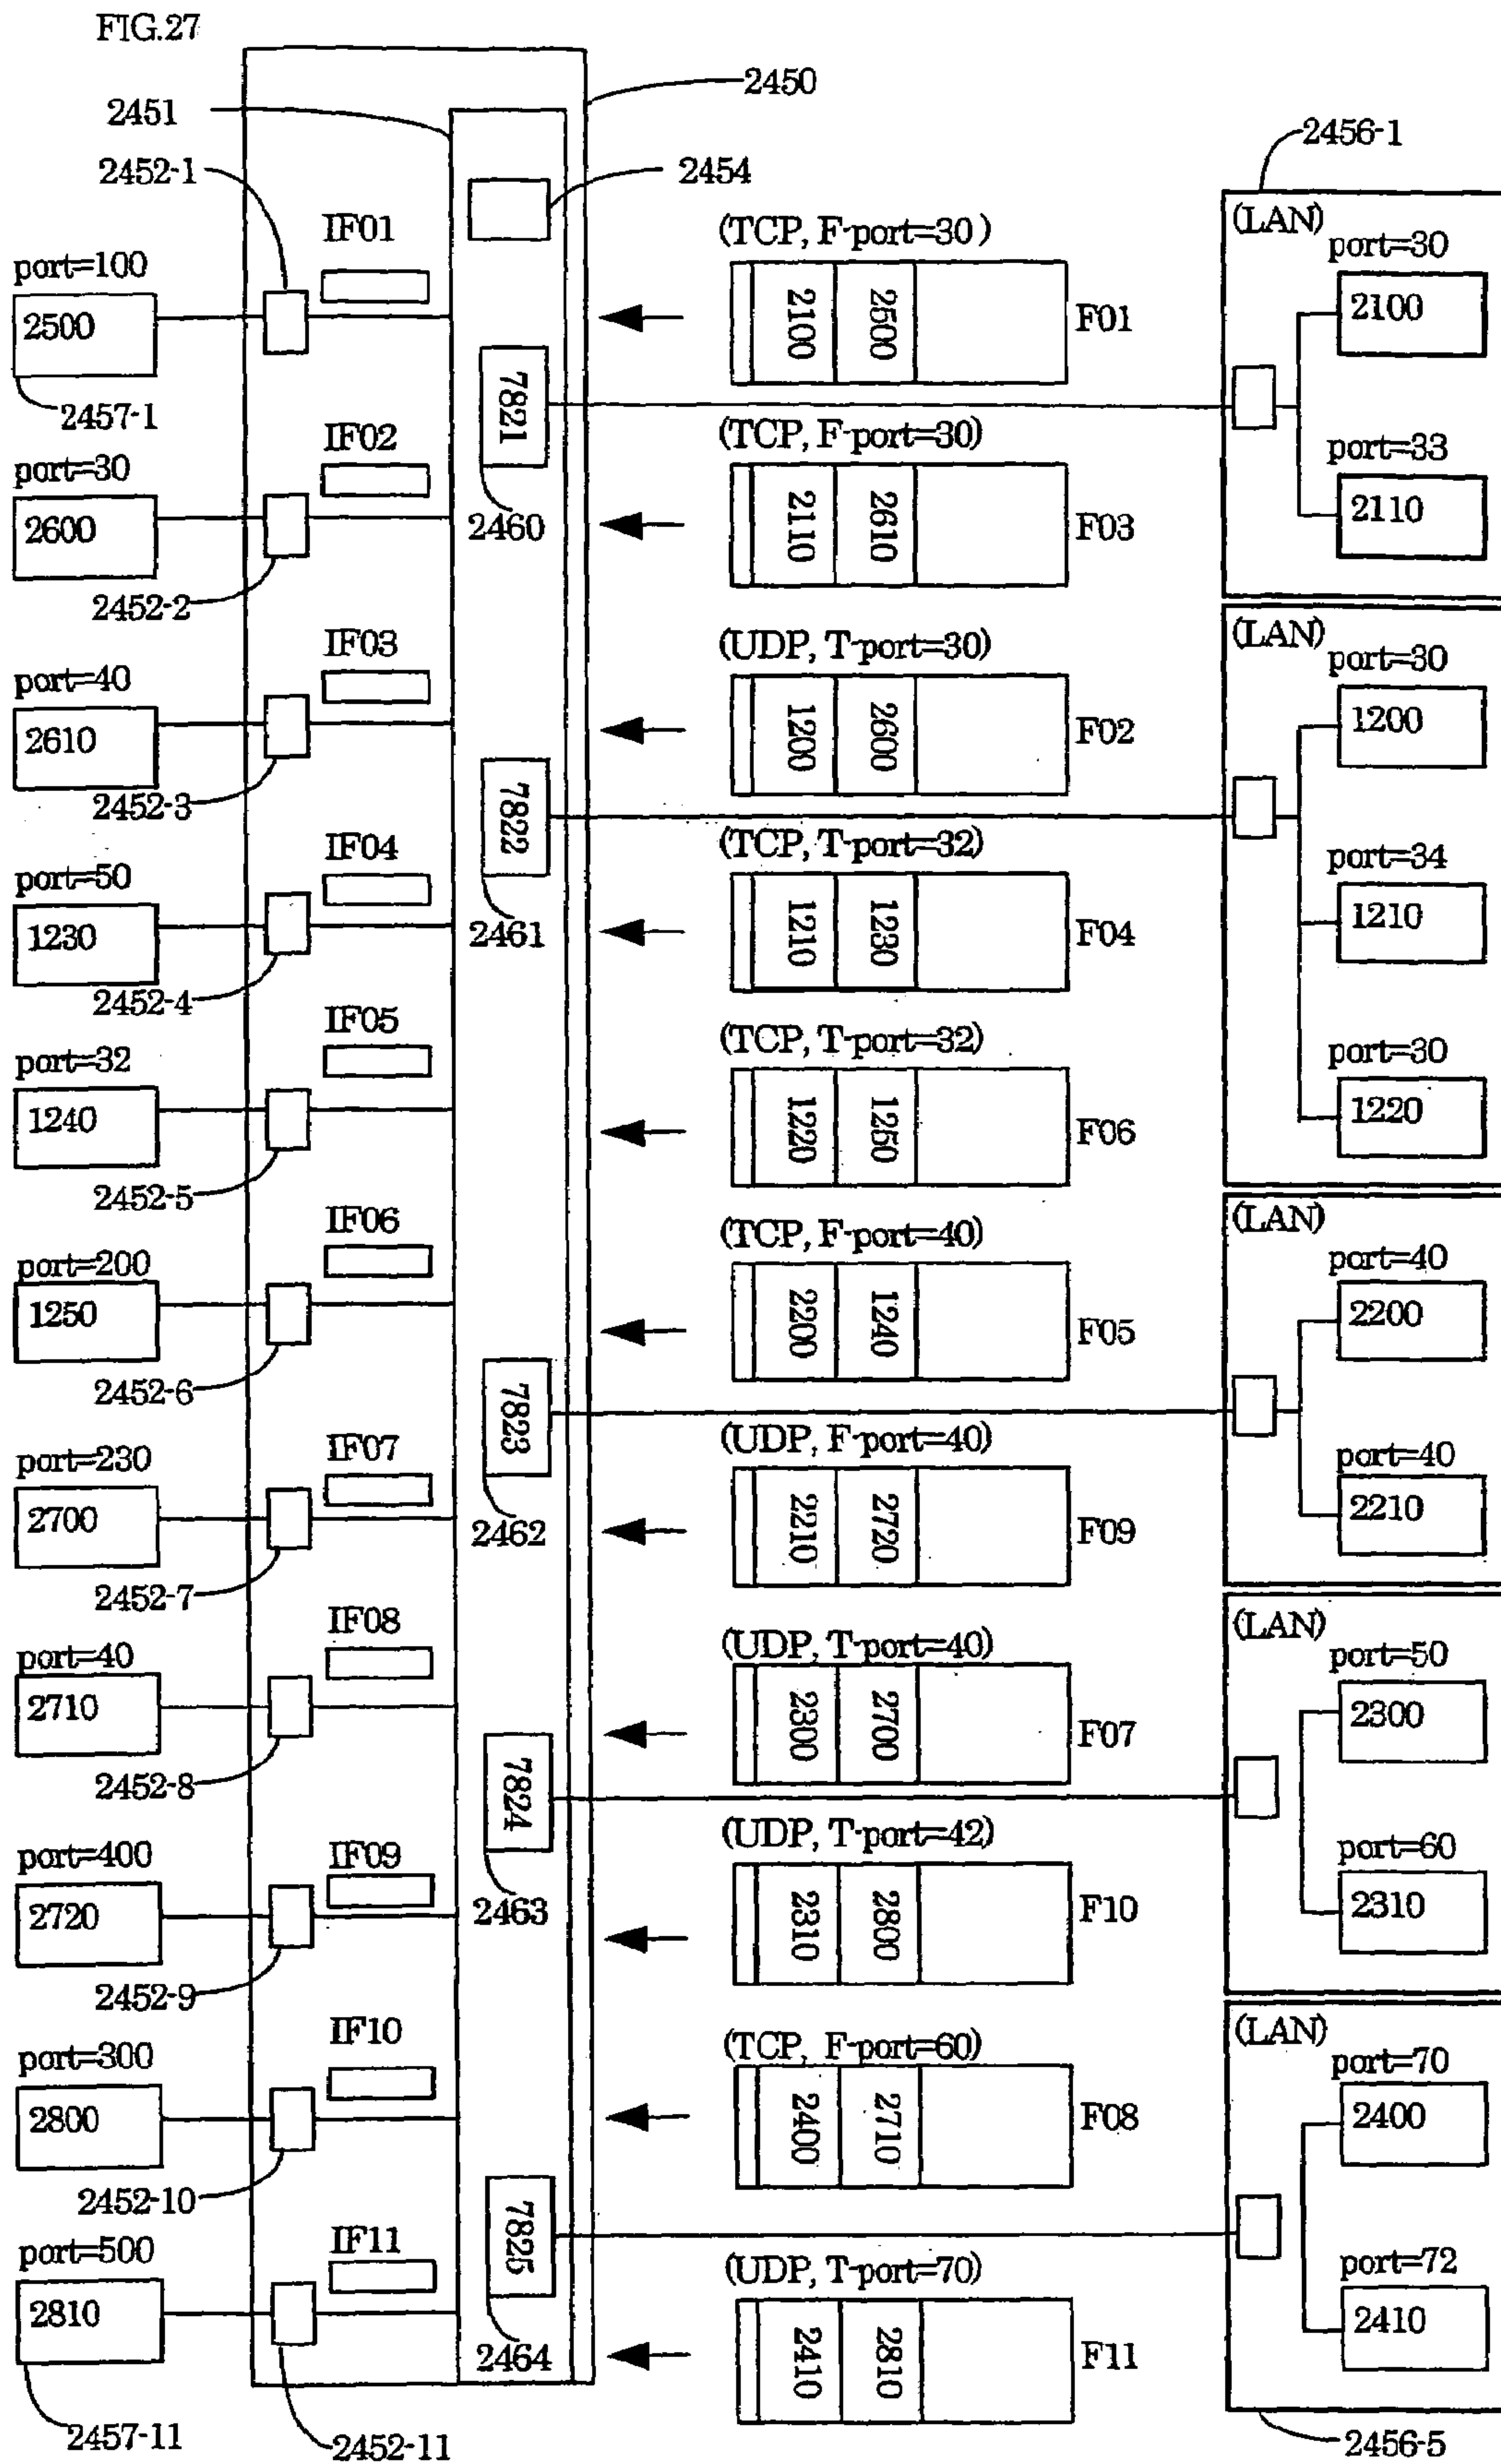 FIG.27
2450
2451
2456-1
2452-1
2454
(LAN)
IF01
(TCP, F-port=30)
port=30
port=100
2500
2100
2500
F01
2100
7821
2457-1
IF02
(TCP, F-port=30)
port=33
port=30
2600
2460
2110
2610
F03
2110
2452-2
IF03
(UDP, T-port=30)
(LAN)
port=30
port=40
2610
1200
2600
F02
1200
2452-3
7822
IF04
(TCP, T-port=32)
port=34
port=50
1230
2461
1210
1230
F04
1210
2452-4
IF05
(TCP, T-port=32)
port=30
port=32
1240
1220
1250
F06
1220
2452-5
IF06
(TCP, F-port=40)
(LAN)
port=40
port=200
1250
2200
1240
F05
2200
2452-6
7823
IF07
(UDP, F-port=40)
port=40
port=230
2700
2462
2210
2720
F09
2210
2452-7
IF08
(UDP, T-port=40)
(LAN)
port=50
port=40
2710
2300
2700
F07
2300
2452-8
7824
IF09
(UDP, T-port=42)
port=60
port=400
2720
2463
2310
2800
F10
2310
2452-9
IF10
(TCP, F-port=60)
(LAN)
port=70
port=300
2800
2400
2710
F08
2400
2452-10
7825
IF11
(UDP, T-port=70)
port=72
port=500
2810
2464
2410
2810
F11
2410
2457-11
2452-11
2456-5